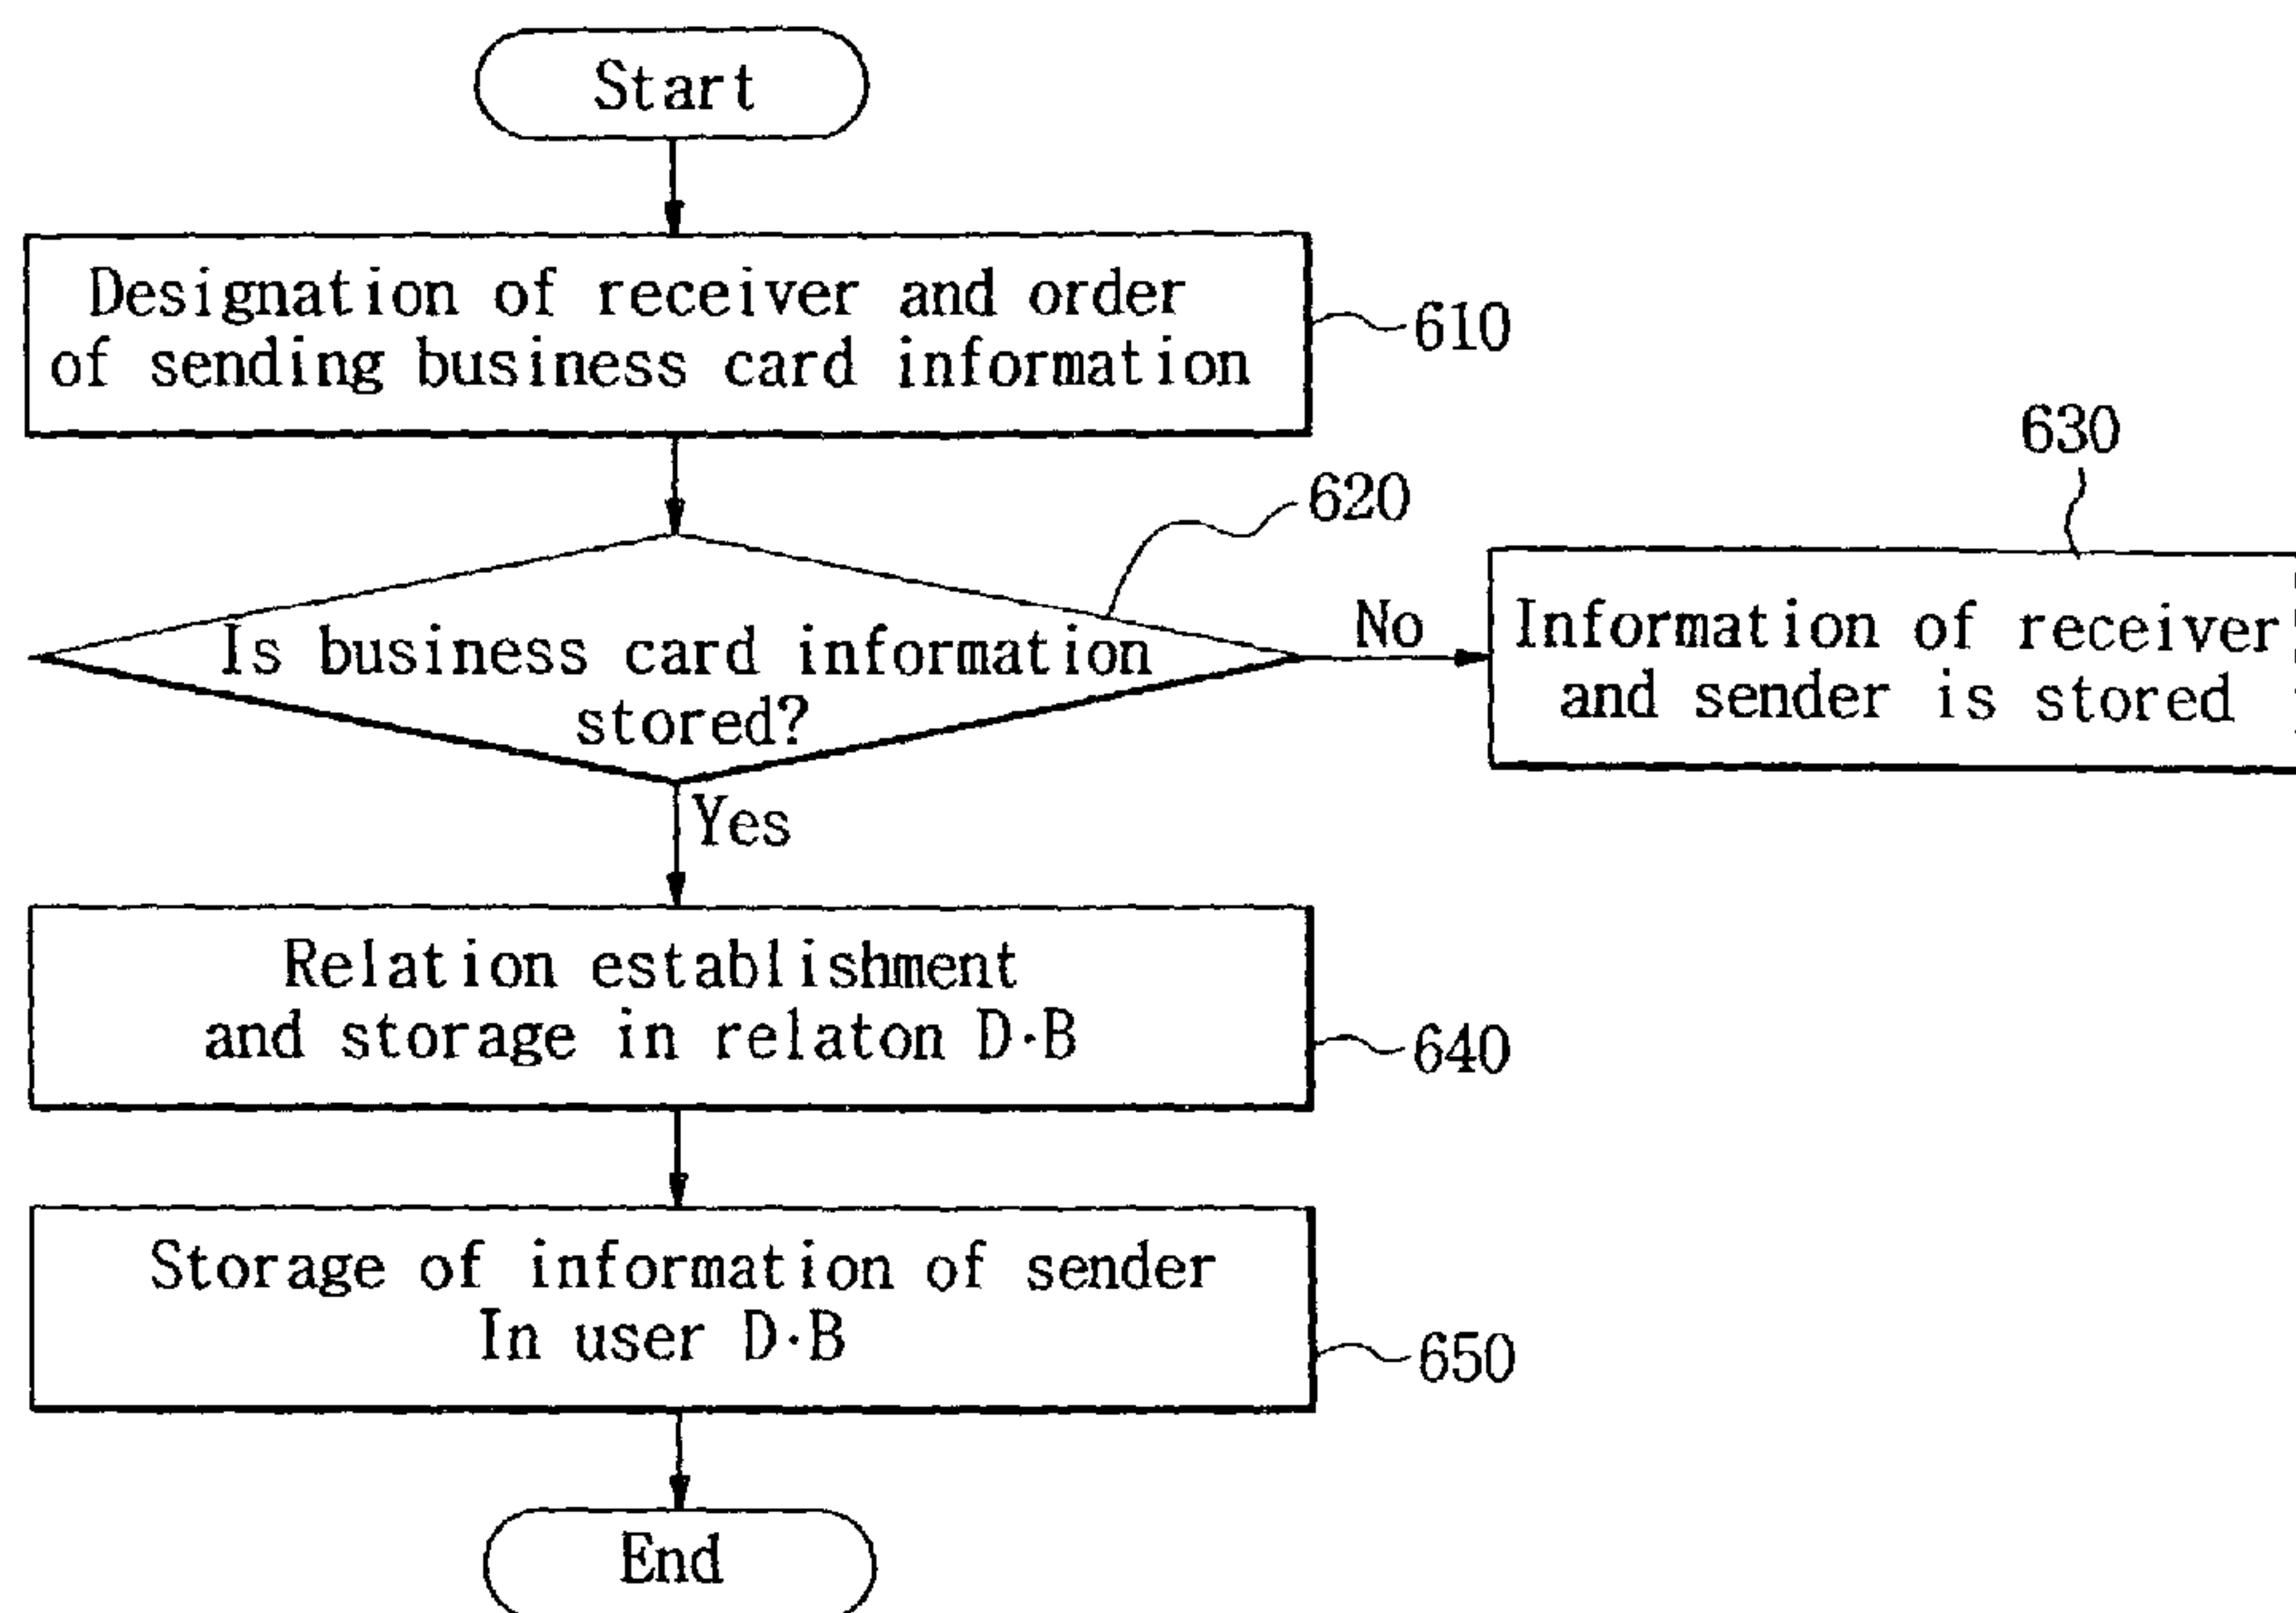 Start
Designation of receiver and order
of sending business card information
610
620
630
Is business card information
stored?
No
Information of receiver
and sender is stored
Yes
Relation establishment
and storage in relaton D·B
640
Storage of information of sender
In user D·B
650
End